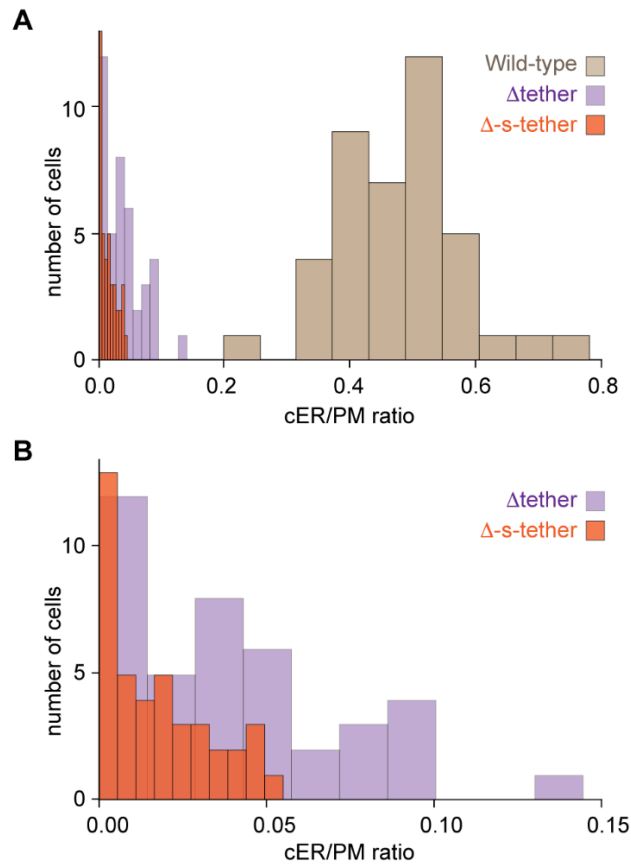 A
Wild-type
Δtether
Δ-s-tether
10
5
0
number of cells
0.0 0.2 0.4 0.6 0.8
cER/PM ratio
B
Δtether
Δ-s-tether
10
5
0
number of cells
0.00 0.05 0.10 0.15
cER/PM ratio